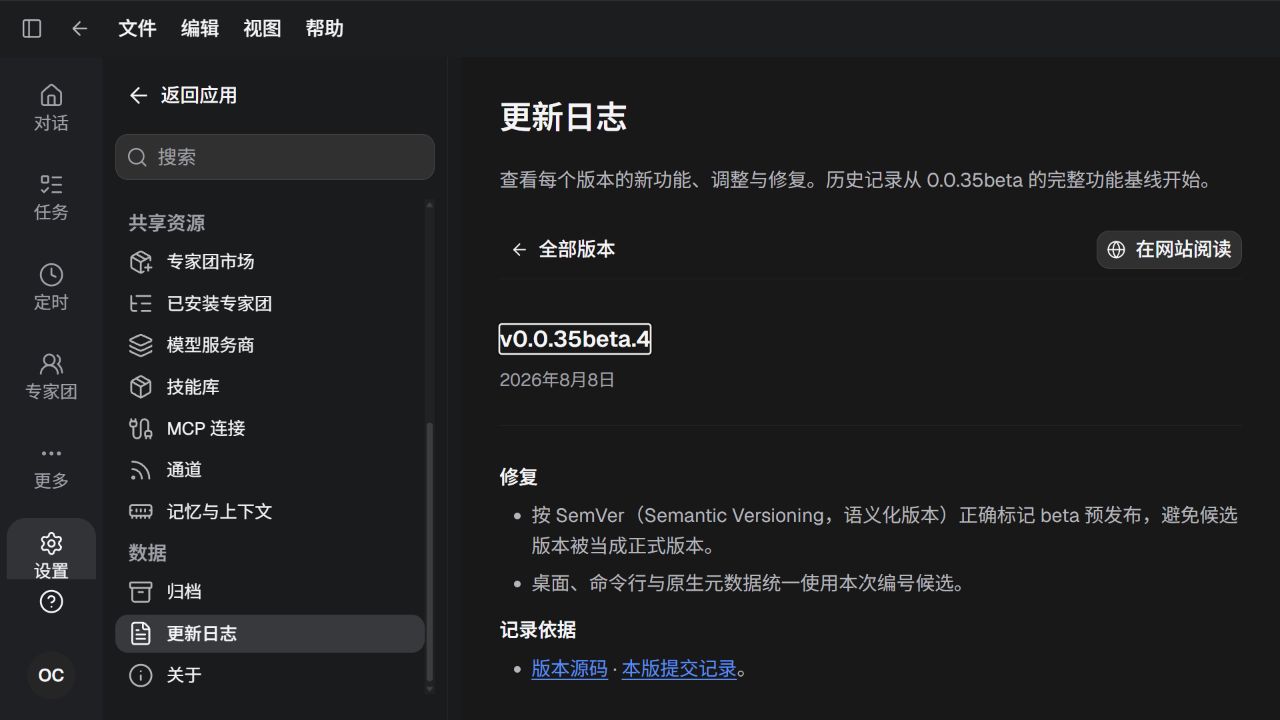 文件 编辑 视图 帮助
对话
任务
定时
专家团
更多
设置
OC
返回应用
搜索
共享资源
专家团市场
已安装专家团
模型服务商
技能库
MCP 连接
通道
记忆与上下文
数据
归档
更新日志
关于
更新日志
查看每个版本的新功能、调整与修复。历史记录从 0.0.35beta 的完整功能基线开始。
全部版本
在网站阅读
v0.0.35beta.4
2026年8月8日
修复
按 SemVer（Semantic Versioning，语义化版本）正确标记 beta 预发布，避免候选
版本被当成正式版本。
桌面、命令行与原生元数据统一使用本次编号候选。
记录依据
版本源码 · 本版提交记录。